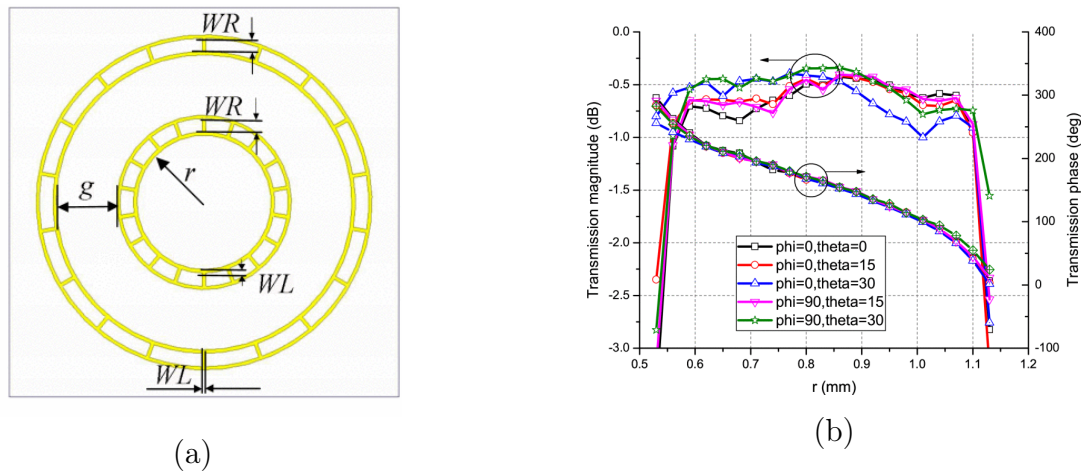 WR
WR
r
g
WL
WL
(a)
Transmission magnitude (dB)
0.0
-0.5
-1.0
-1.5
-2.0
-2.5
-3.0
400
300
200
100
0
-100
Transmission phase (deg)
phi=0,theta=0
phi=0,theta=15
phi=0,theta=30
phi=90,theta=15
phi=90,theta=30
0.5 0.6 0.7 0.8 0.9 1.0 1.1 1.2
r (mm)
(b)